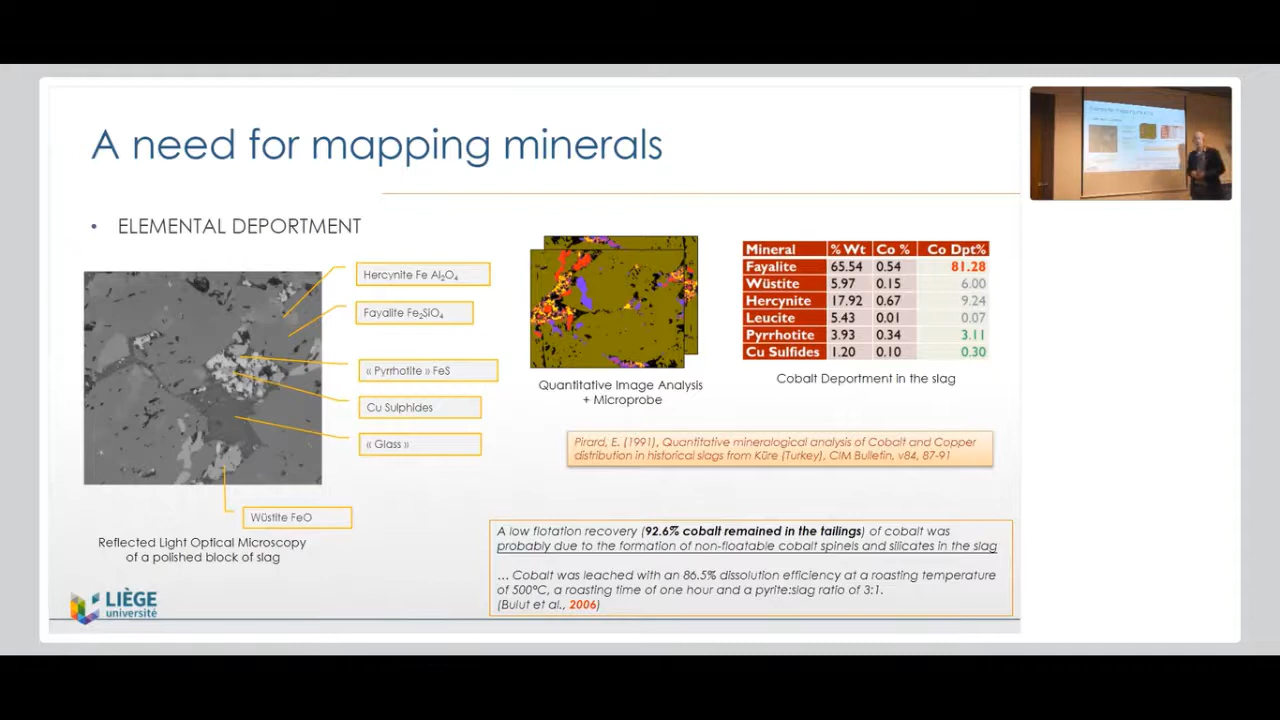 A need for mapping minerals
• ELEMENTAL DEPORTMENT
Hercynite Fe Al₂O₄
Fayalite Fe₂SiO₄
« Pyrrhotite » FeS
Cu Sulphides
« Glass »
Wüstite FeO
Reflected Light Optical Microscopy
of a polished block of slag
Quantitative Image Analysis
+ Microprobe
Mineral % Wt Co % Co Dpt%
Fayalite 65.54 0.54 81.28
Wüstite 5.97 0.15 6.00
Hercynite 17.92 0.67 9.24
Leucite 5.43 0.01 0.07
Pyrrhotite 3.93 0.34 3.11
Cu Sulfides 1.20 0.10 0.30
Cobalt Deportment in the slag
Pirard, E. (1991), Quantitative mineralogical analysis of Cobalt and Copper
distribution in historical slags from Küre (Turkey), CIM Bulletin, v84, 87-91
A low flotation recovery (92.6% cobalt remained in the tailings) of cobalt was
probably due to the formation of non-floatable cobalt spinels and silicates in the slag
... Cobalt was leached with an 86.5% dissolution efficiency at a roasting temperature
of 500°C, a roasting time of one hour and a pyrite:slag ratio of 3:1.
(Bulut et al., 2006)
LIÈGE
université